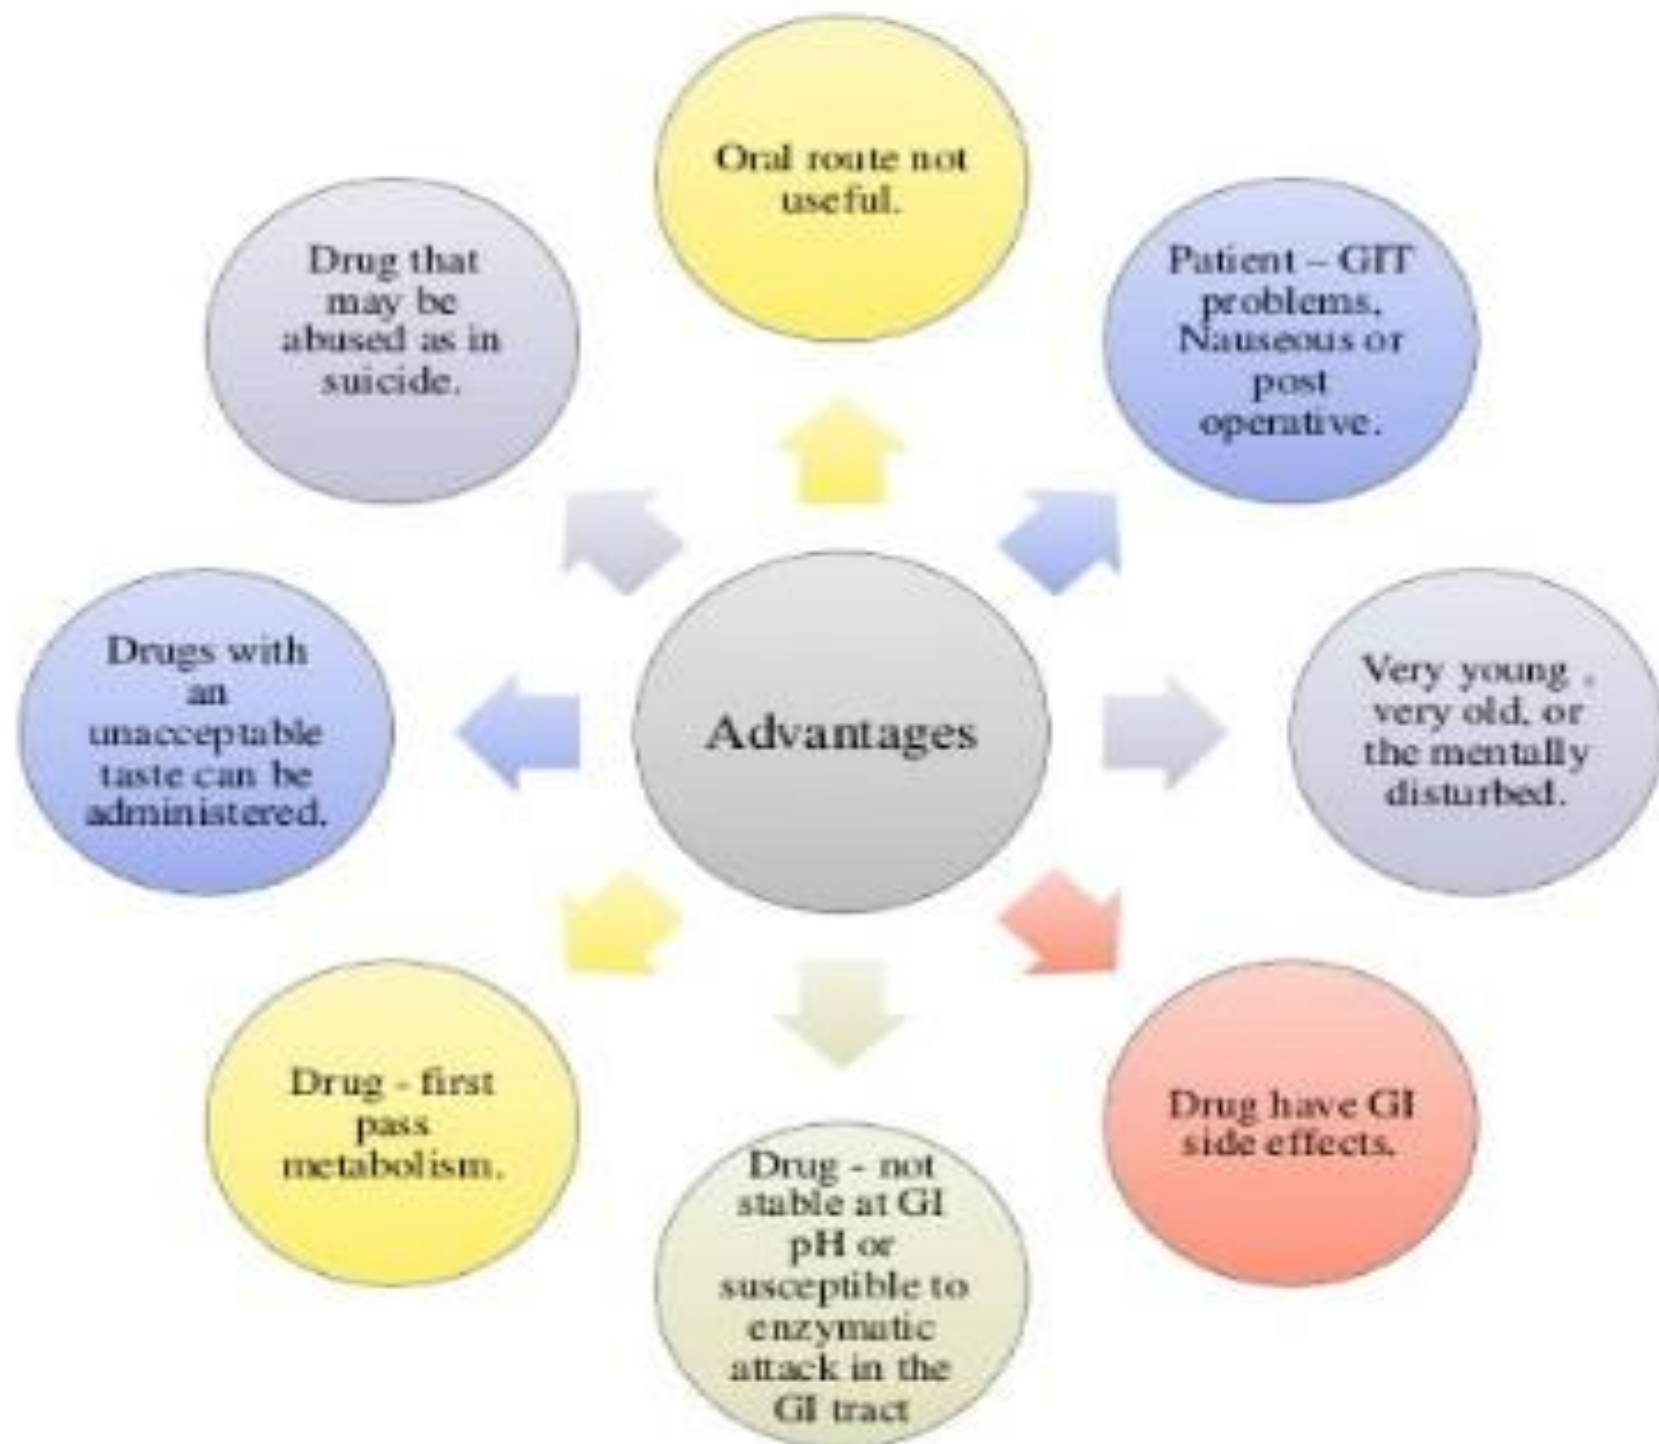 Oral route not
useful.
Patient – GIT
problems,
Nauseous or
post
operative.
Very young ,
very old, or
the mentally
disturbed.
Drug have GI
side effects.
Drug - not
stable at GI
pH or
susceptible to
enzymatic
attack in the
GI tract
Drug - first
pass
metabolism.
Drugs with
an
unacceptable
taste can be
administered.
Drug that
may be
abused as in
suicide.
Advantages